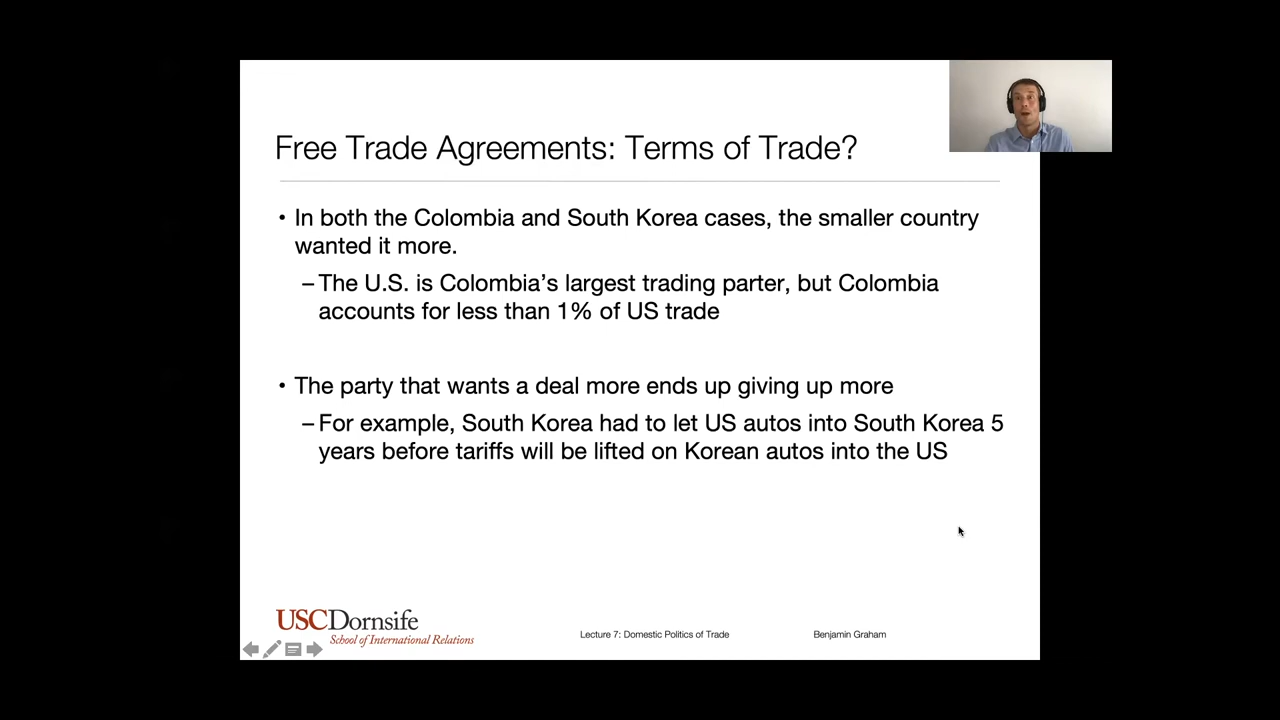 Free Trade Agreements: Terms of Trade?
• In both the Colombia and South Korea cases, the smaller country
wanted it more.
– The U.S. is Colombia's largest trading parter, but Colombia
accounts for less than 1% of US trade
• The party that wants a deal more ends up giving up more
– For example, South Korea had to let US autos into South Korea 5
years before tariffs will be lifted on Korean autos into the US
USCDornsife
School of International Relations
Lecture 7: Domestic Politics of Trade
Benjamin Graham